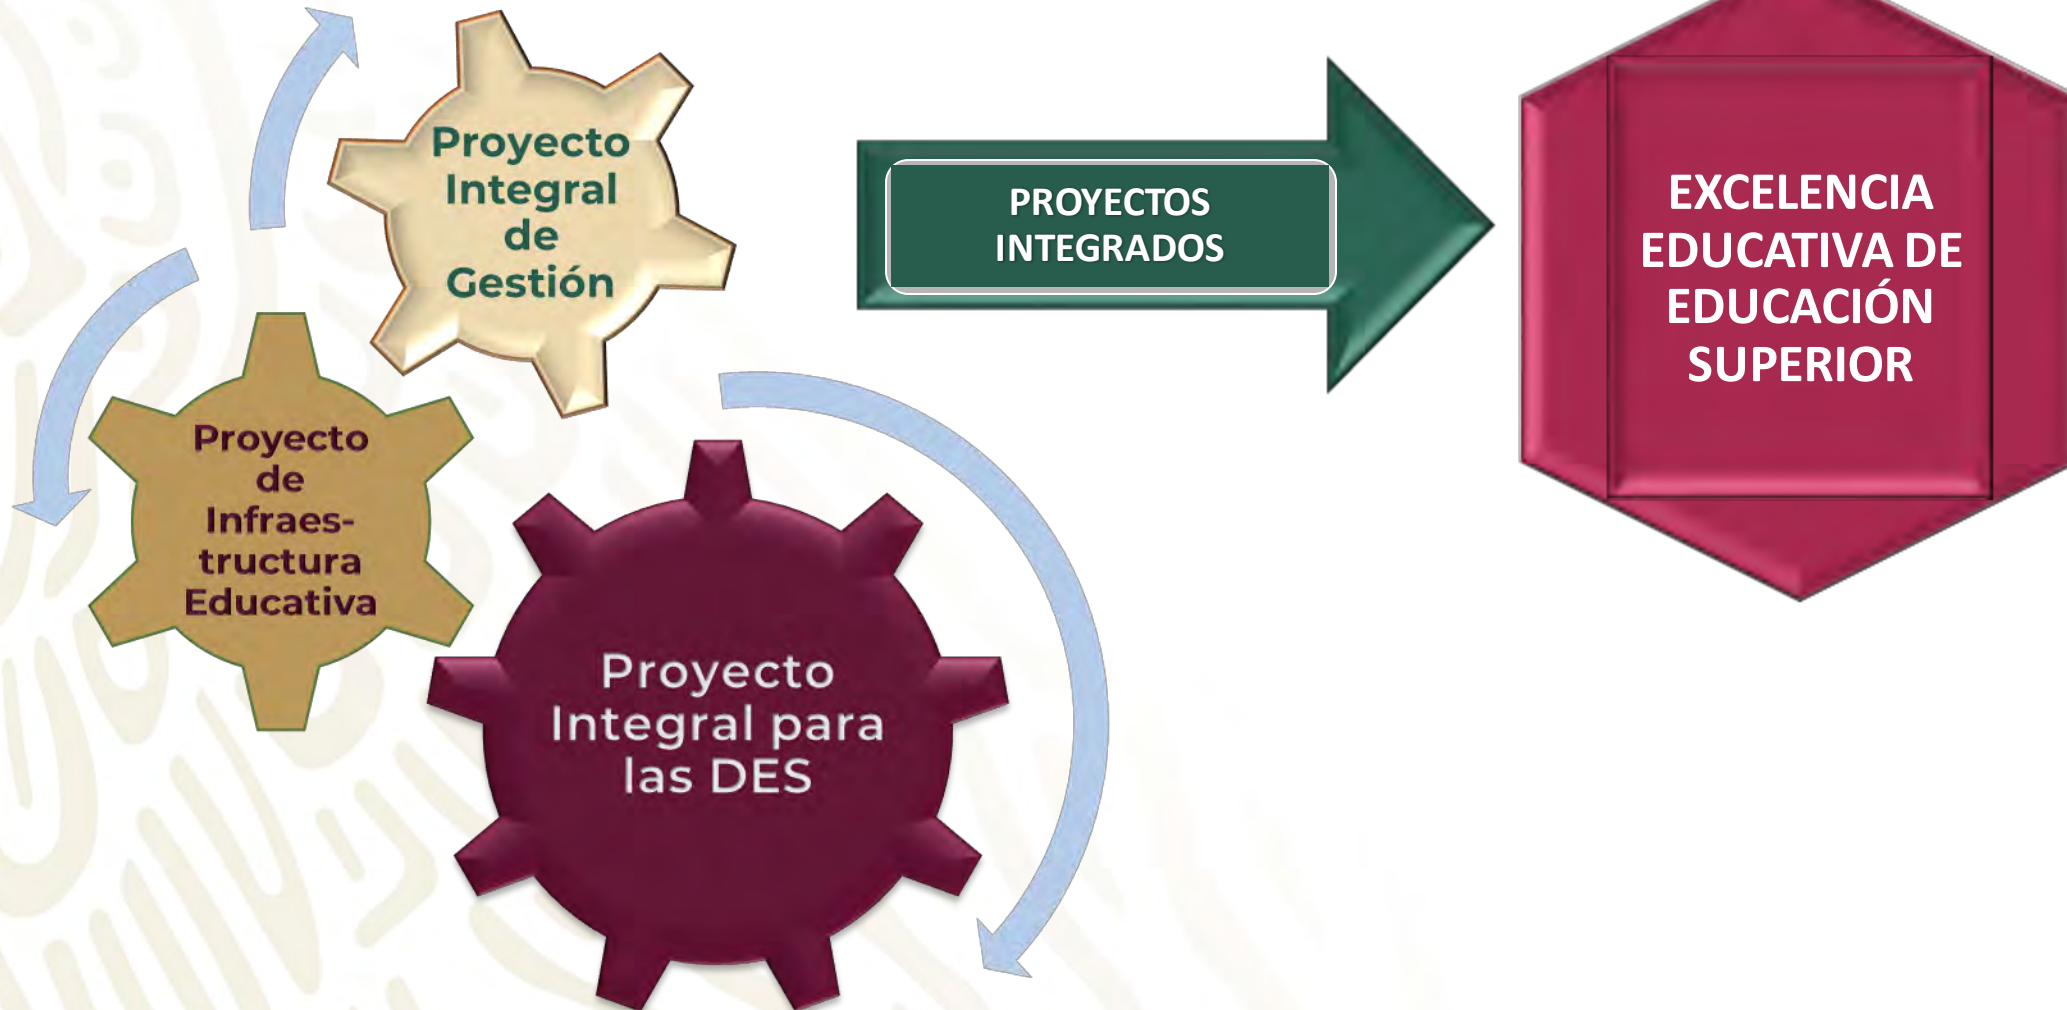 Proyecto
Integral
de
Gestión
Proyecto
de
Infraes-
tructura
Educativa
Proyecto
Integral para
las DES
PROYECTOS
INTEGRADOS
EXCELENCIA
EDUCATIVA DE
EDUCACIÓN
SUPERIOR